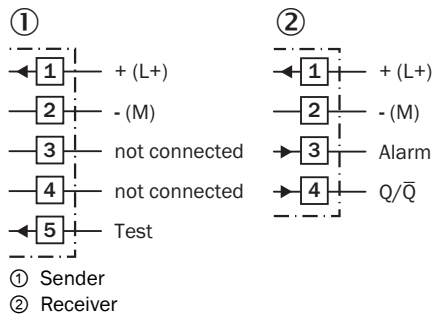 ①
1 + (L+)
2 - (M)
3 not connected
4 not connected
5 Test
②
1 + (L+)
2 - (M)
3 Alarm
4 Q/Q̅
① Sender
② Receiver